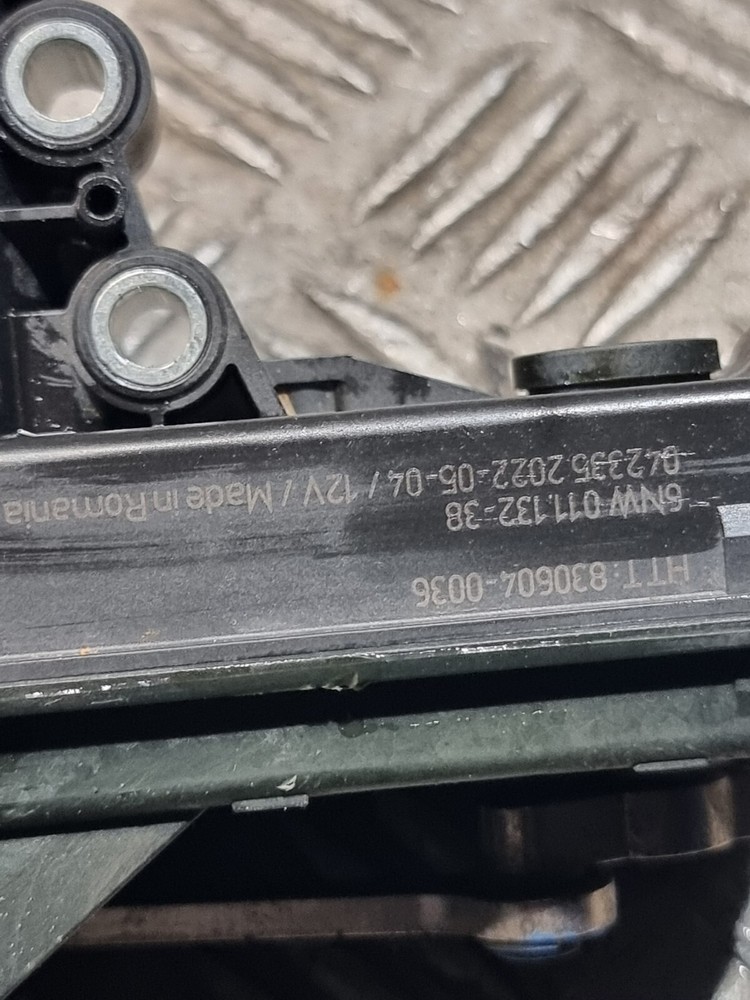 HTT: 830604-0036
6NW 011.132-38
042335 2022-05-04 / 12V / Made in Romania